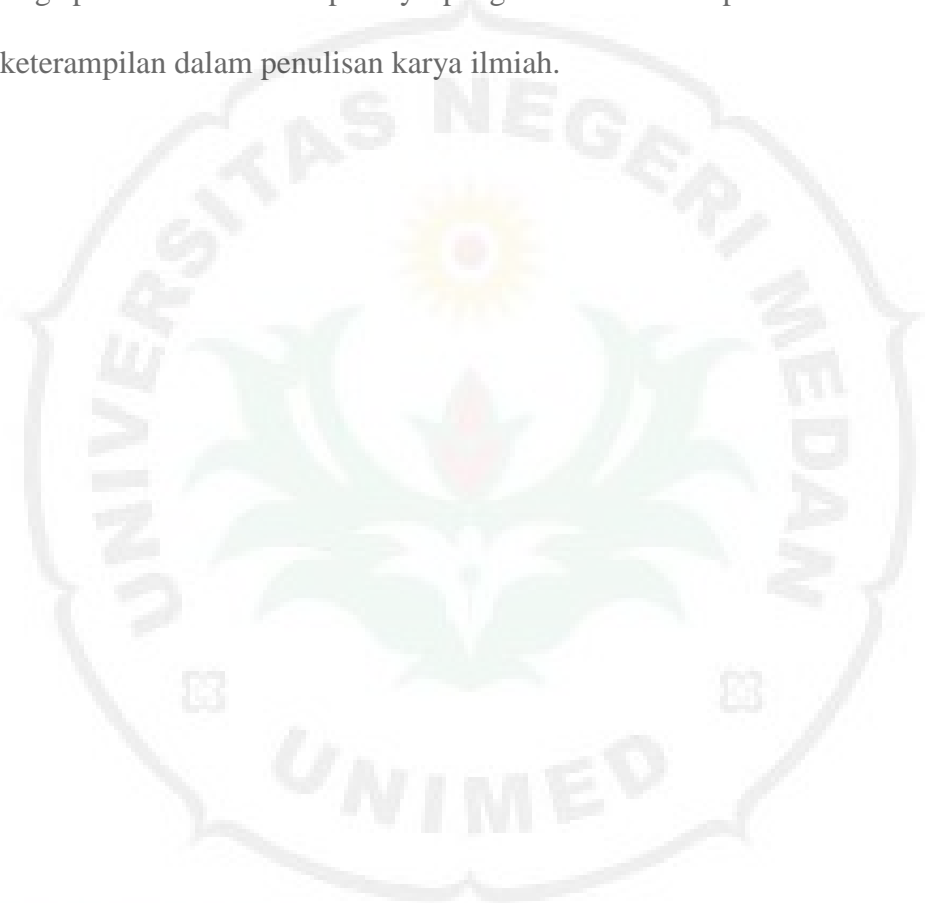 keterampilan dalam penulisan karya ilmiah.
UNIVERSITAS NEGERI MEDAN
UNIMED